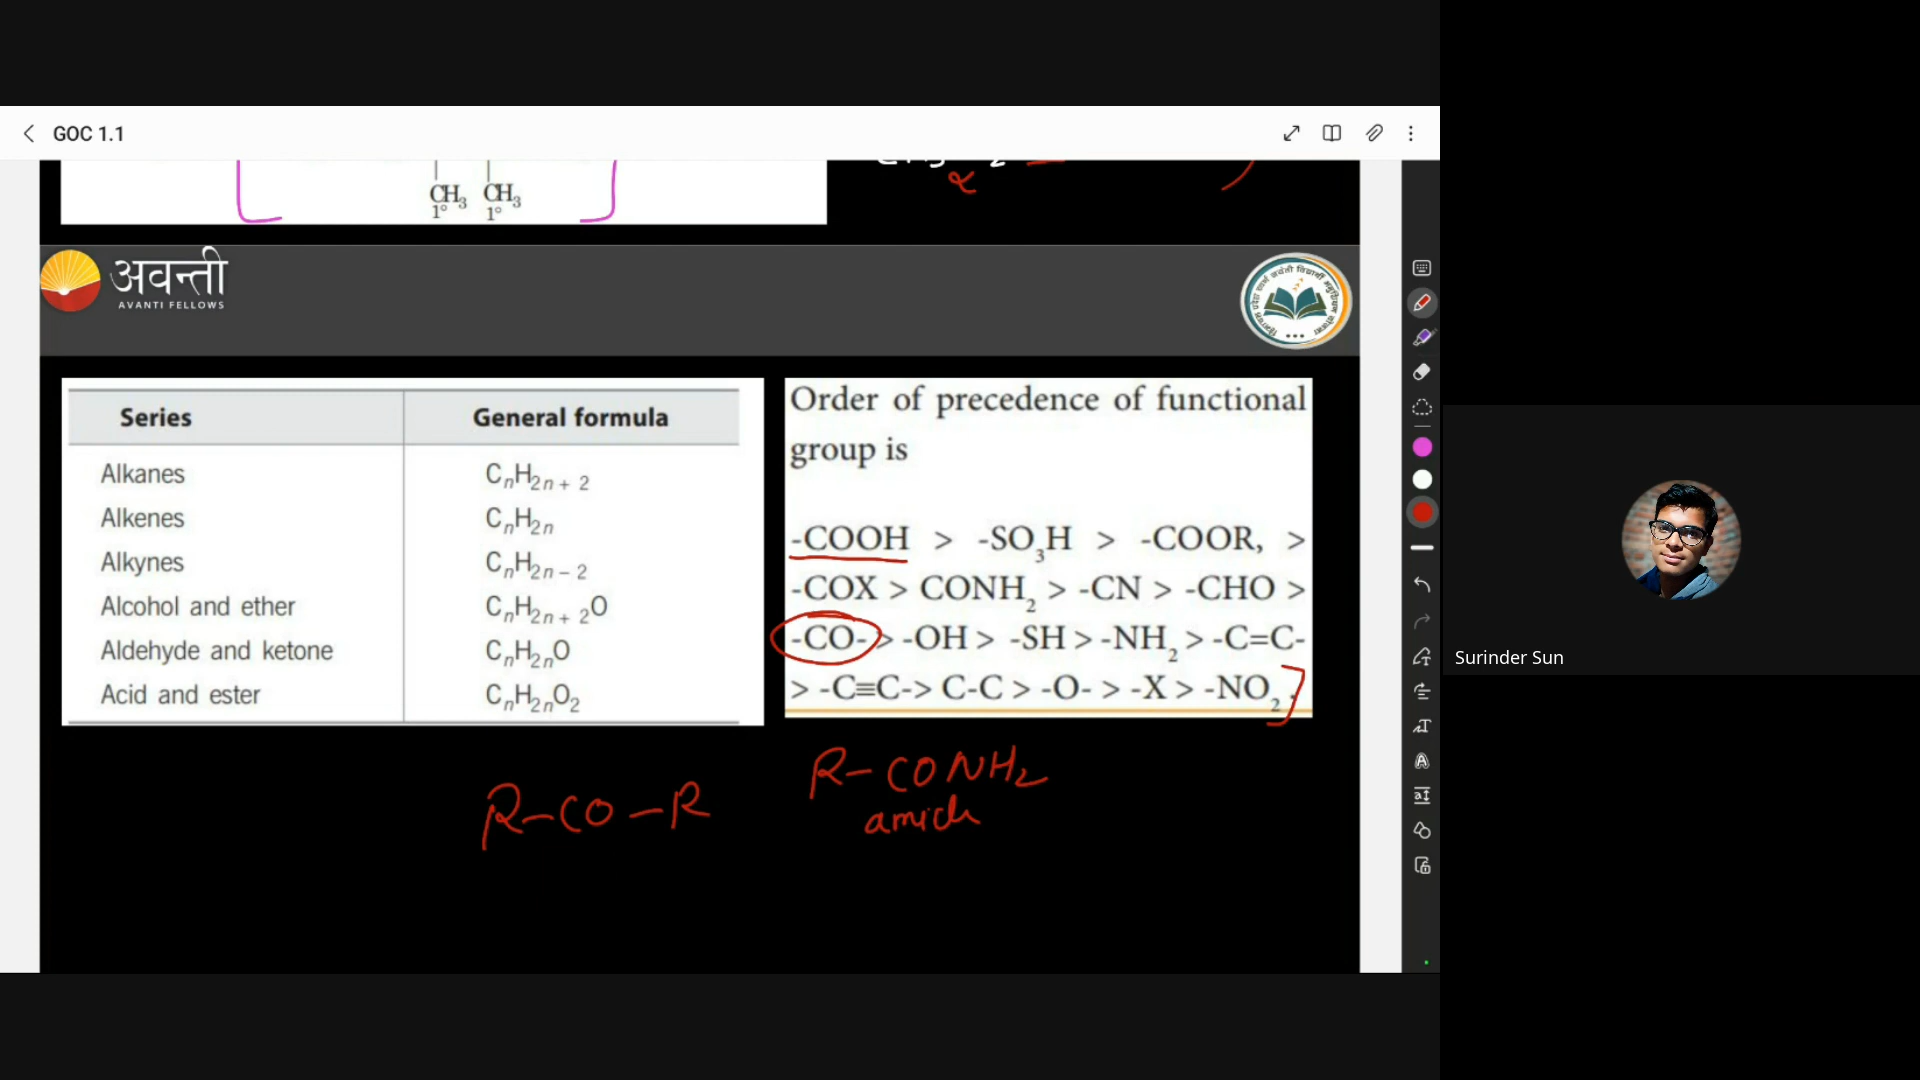 GOC 1.1
CH3 CH3
1° 1°
α
अवन्ती
AVANTI FELLOWS
Series General formula
Alkanes CnH2n + 2
Alkenes CnH2n
Alkynes CnH2n – 2
Alcohol and ether CnH2n + 2O
Aldehyde and ketone CnH2nO
Acid and ester CnH2nO2
Order of precedence of functional
group is
-COOH > -SO3H > -COOR, >
-COX > CONH2 > -CN > -CHO >
-CO- > -OH > -SH > -NH2 > -C=C-
> -C≡C-> C-C > -O- > -X > -NO2
R-CO-R
R-CONH2
amide
Surinder Sun